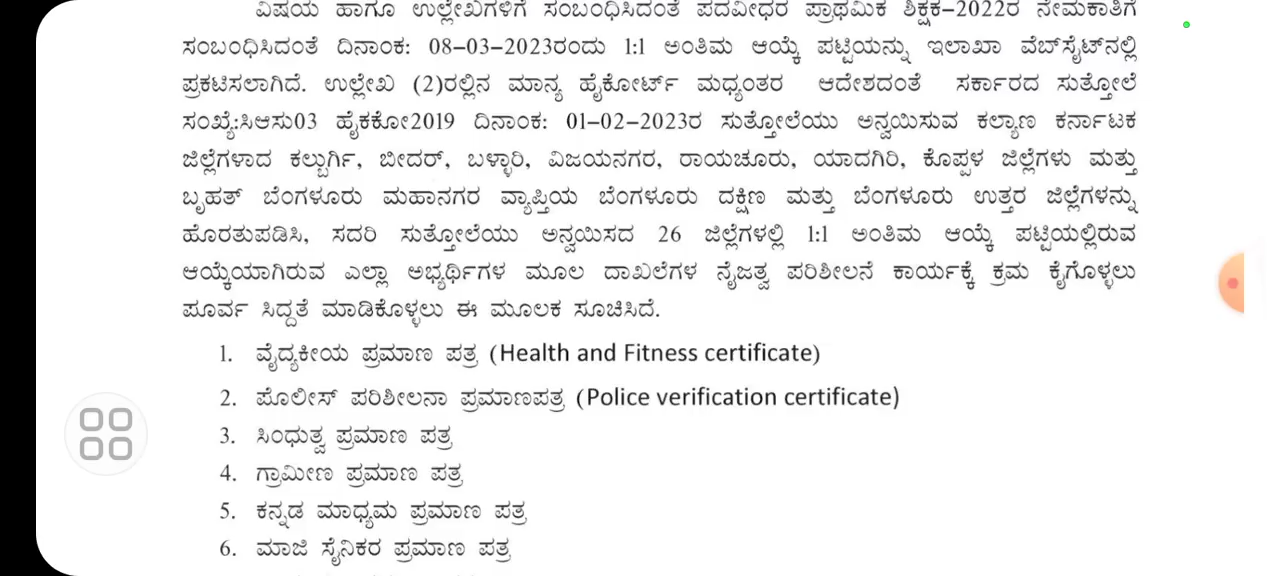 ವಿಷಯ ಹಾಗೂ ಉಲ್ಲೇಖಗಳಿಗೆ ಸಂಬಂಧಿಸಿದಂತೆ ಪದವೀಧರ ಪ್ರಾಥಮಿಕ ಶಿಕ್ಷಕ-2022ರ ನೇಮಕಾತಿಗೆ
ಸಂಬಂಧಿಸಿದಂತೆ ದಿನಾಂಕ: 08-03-2023ರಂದು 1:1 ಅಂತಿಮ ಆಯ್ಕೆ ಪಟ್ಟಿಯನ್ನು ಇಲಾಖಾ ವೆಬ್‌ಸೈಟ್‌ನಲ್ಲಿ
ಪ್ರಕಟಿಸಲಾಗಿದೆ. ಉಲ್ಲೇಖ (2)ರಲ್ಲಿನ ಮಾನ್ಯ ಹೈಕೋರ್ಟ್ ಮಧ್ಯಂತರ ಆದೇಶದಂತೆ ಸರ್ಕಾರದ ಸುತ್ತೋಲೆ
ಸಂಖ್ಯೆ:ಸಿಆಸು03 ಹೈಕಕೋ2019 ದಿನಾಂಕ: 01-02-2023ರ ಸುತ್ತೋಲೆಯು ಅನ್ವಯಿಸುವ ಕಲ್ಯಾಣ ಕರ್ನಾಟಕ
ಜಿಲ್ಲೆಗಳಾದ ಕಲ್ಬುರ್ಗಿ, ಬೀದರ್, ಬಳ್ಳಾರಿ, ವಿಜಯನಗರ, ರಾಯಚೂರು, ಯಾದಗಿರಿ, ಕೊಪ್ಪಳ ಜಿಲ್ಲೆಗಳು ಮತ್ತು
ಬೃಹತ್ ಬೆಂಗಳೂರು ಮಹಾನಗರ ವ್ಯಾಪ್ತಿಯ ಬೆಂಗಳೂರು ದಕ್ಷಿಣ ಮತ್ತು ಬೆಂಗಳೂರು ಉತ್ತರ ಜಿಲ್ಲೆಗಳನ್ನು
ಹೊರತುಪಡಿಸಿ, ಸದರಿ ಸುತ್ತೋಲೆಯು ಅನ್ವಯಿಸದ 26 ಜಿಲ್ಲೆಗಳಲ್ಲಿ 1:1 ಅಂತಿಮ ಆಯ್ಕೆ ಪಟ್ಟಿಯಲ್ಲಿರುವ
ಆಯ್ಕೆಯಾಗಿರುವ ಎಲ್ಲಾ ಅಭ್ಯರ್ಥಿಗಳ ಮೂಲ ದಾಖಲೆಗಳ ನೈಜತ್ವ ಪರಿಶೀಲನೆ ಕಾರ್ಯಕ್ಕೆ ಕ್ರಮ ಕೈಗೊಳ್ಳಲು
ಪೂರ್ವ ಸಿದ್ದತೆ ಮಾಡಿಕೊಳ್ಳಲು ಈ ಮೂಲಕ ಸೂಚಿಸಿದೆ.
1. ವೈದ್ಯಕೀಯ ಪ್ರಮಾಣ ಪತ್ರ (Health and Fitness certificate)
2. ಪೊಲೀಸ್ ಪರಿಶೀಲನಾ ಪ್ರಮಾಣಪತ್ರ (Police verification certificate)
3. ಸಿಂಧುತ್ವ ಪ್ರಮಾಣ ಪತ್ರ
4. ಗ್ರಾಮೀಣ ಪ್ರಮಾಣ ಪತ್ರ
5. ಕನ್ನಡ ಮಾಧ್ಯಮ ಪ್ರಮಾಣ ಪತ್ರ
6. ಮಾಜಿ ಸೈನಿಕರ ಪ್ರಮಾಣ ಪತ್ರ